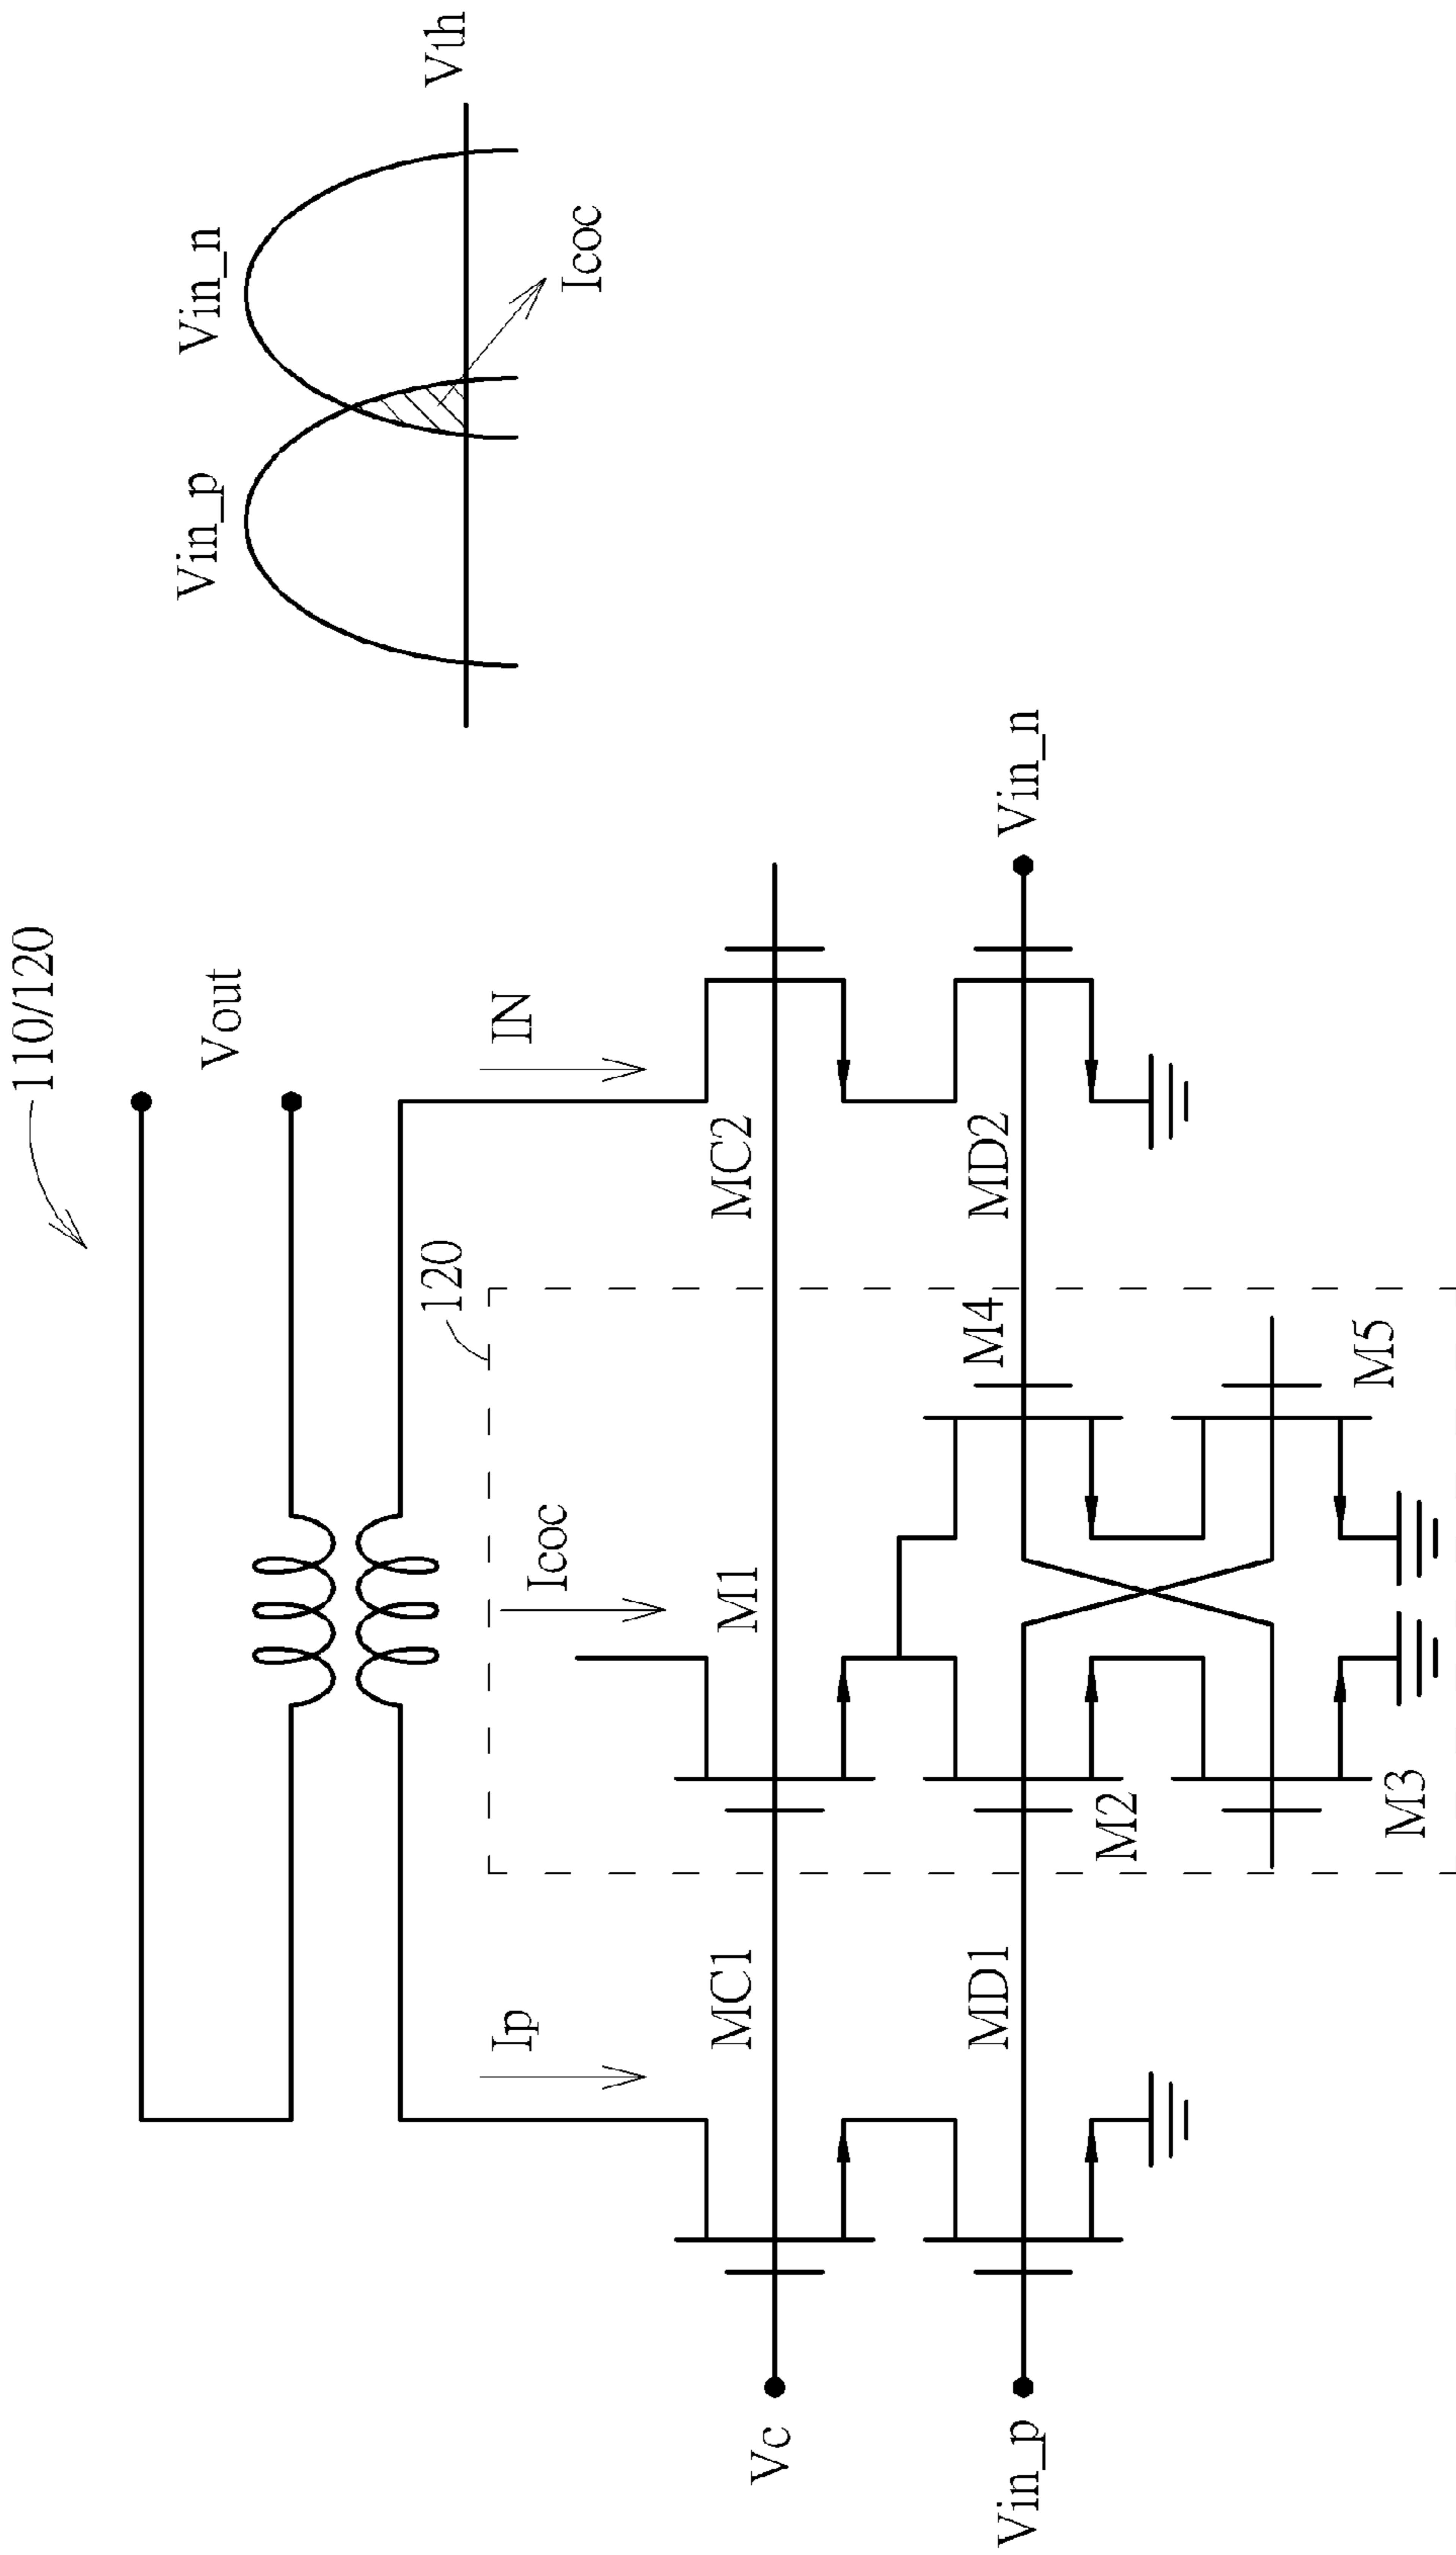 110/120
Vout
Vin_p
Vin_n
Vth
Icoc
120
Ip
Icoc
IN
MC1
M1
MC2
Vc
M4
MD1
MD2
Vin_p
Vin_n
M2
M5
M3